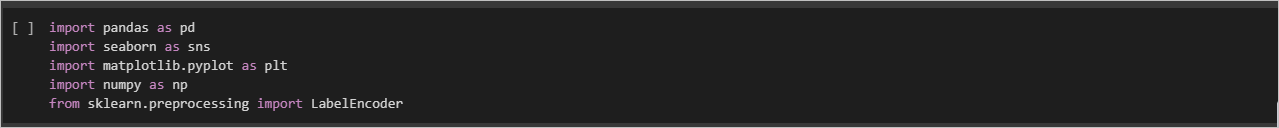 [ ] import pandas as pd
import seaborn as sns
import matplotlib.pyplot as plt
import numpy as np
from sklearn.preprocessing import LabelEncoder